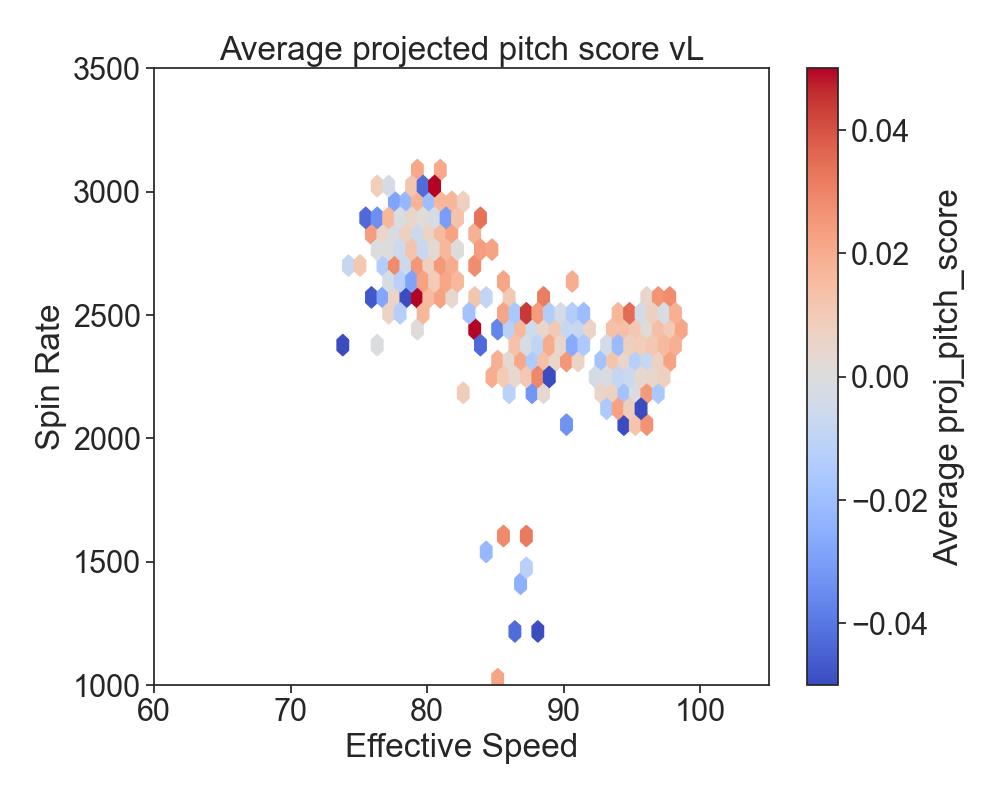 Average projected pitch score vL
3500
3000
2500
2000
1500
1000
Spin Rate
60 70 80 90 100
Effective Speed
0.04
0.02
0.00
−0.02
−0.04
Average proj_pitch_score